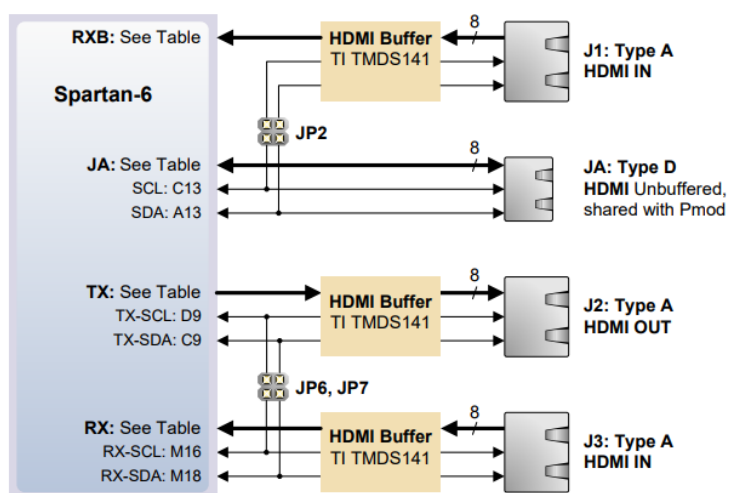 RXB: See Table
HDMI Buffer
TI TMDS141
8
J1: Type A
HDMI IN
Spartan-6
JP2
JA: See Table
8
SCL: C13
SDA: A13
JA: Type D
HDMI Unbuffered,
shared with Pmod
TX: See Table
TX-SCL: D9
TX-SDA: C9
HDMI Buffer
TI TMDS141
8
J2: Type A
HDMI OUT
JP6, JP7
RX: See Table
RX-SCL: M16
RX-SDA: M18
HDMI Buffer
TI TMDS141
8
J3: Type A
HDMI IN